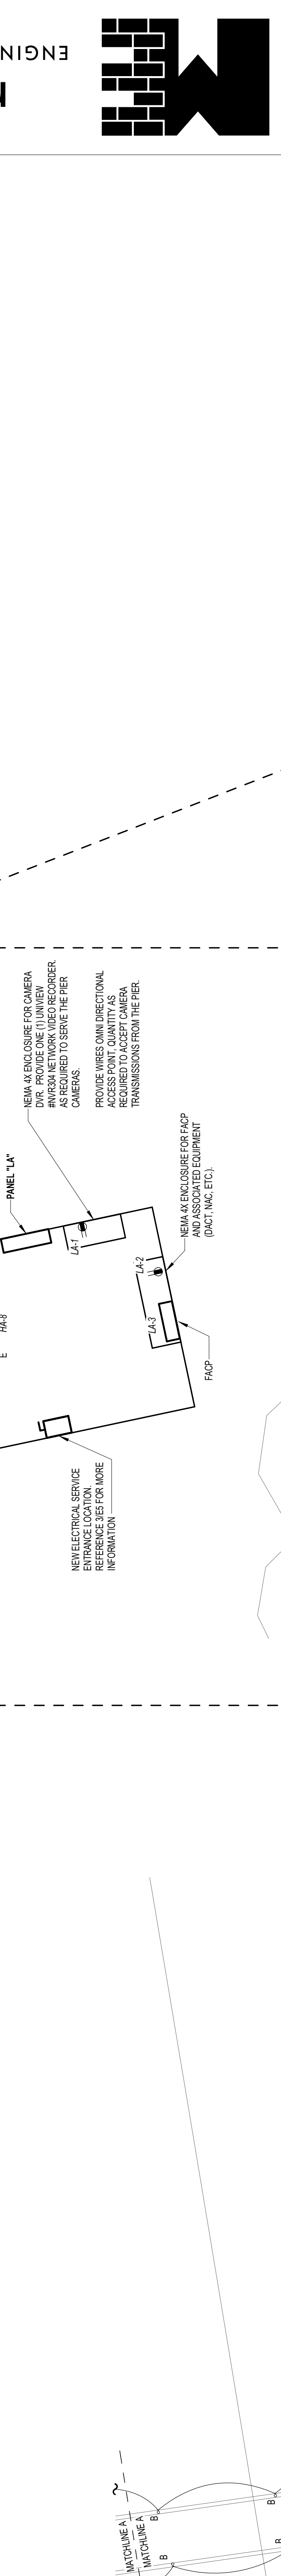 ENGIN
NEMA 4X ENCLOSURE FOR CAMERA
DVR. PROVIDE ONE (1) UNIVIEW
#NVR304 NETWORK VIDEO RECORDER.
AS REQUIRED TO SERVE THE PIER
CAMERAS.
PROVIDE WIRES OMNI DIRECTIONAL
ACCESS POINT. QUANTITY AS
REQUIRED TO ACCEPT CAMERA
TRANSMISSIONS FROM THE PIER.
PANEL "LA"
LA-1
LA-2
LA-3
NEMA 4X ENCLOSURE FOR FACP
AND ASSOCIATED EQUIPMENT
(DACT, NAC, ETC.).
FACP
E HA-8
NEW ELECTRICAL SERVICE
ENTRANCE LOCATION.
REFERENCE 3/E5 FOR MORE
INFORMATION
MATCHLINE A
MATCHLINE A
B
B
B
B